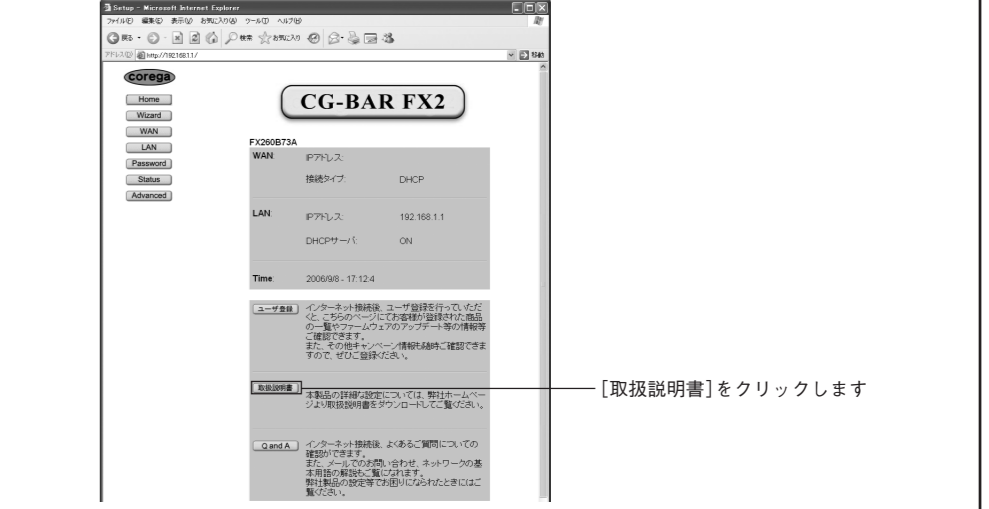 Setup - Microsoft Internet Explorer
ファイル(F) 編集(E) 表示(V) お気に入り(A) ツール(T) ヘルプ(H)
戻る 検索 お気に入り
アドレス(D) http://192.168.1.1/ 移動
corega
Home
Wizard
WAN
LAN
Password
Status
Advanced
CG-BAR FX2
FX260B73A
WAN: IPアドレス:
接続タイプ: DHCP
LAN: IPアドレス: 192.168.1.1
DHCPサーバ: ON
Time: 2006/9/8 - 17:12:4
ユーザ登録 インターネット接続後、ユーザ登録を行っていただ
くと、こちらのページにてお客様が登録された商品
の一覧やファームウェアのアップデート等の情報等
ご確認できます。
また、その他キャンペーン情報も随時ご確認できま
すので、ぜひご登録ください。
取扱説明書
本製品の詳細な設定については、弊社ホームペー
ジより取扱説明書をダウンロードしてご覧ください。
[取扱説明書]をクリックします
Q and A インターネット接続後、よくあるご質問についての
確認ができます。
また、メールでのお問い合わせ、ネットワークの基
本用語の解説もご覧になれます。
弊社製品の設定等でお困りになられたときにはご
覧ください。